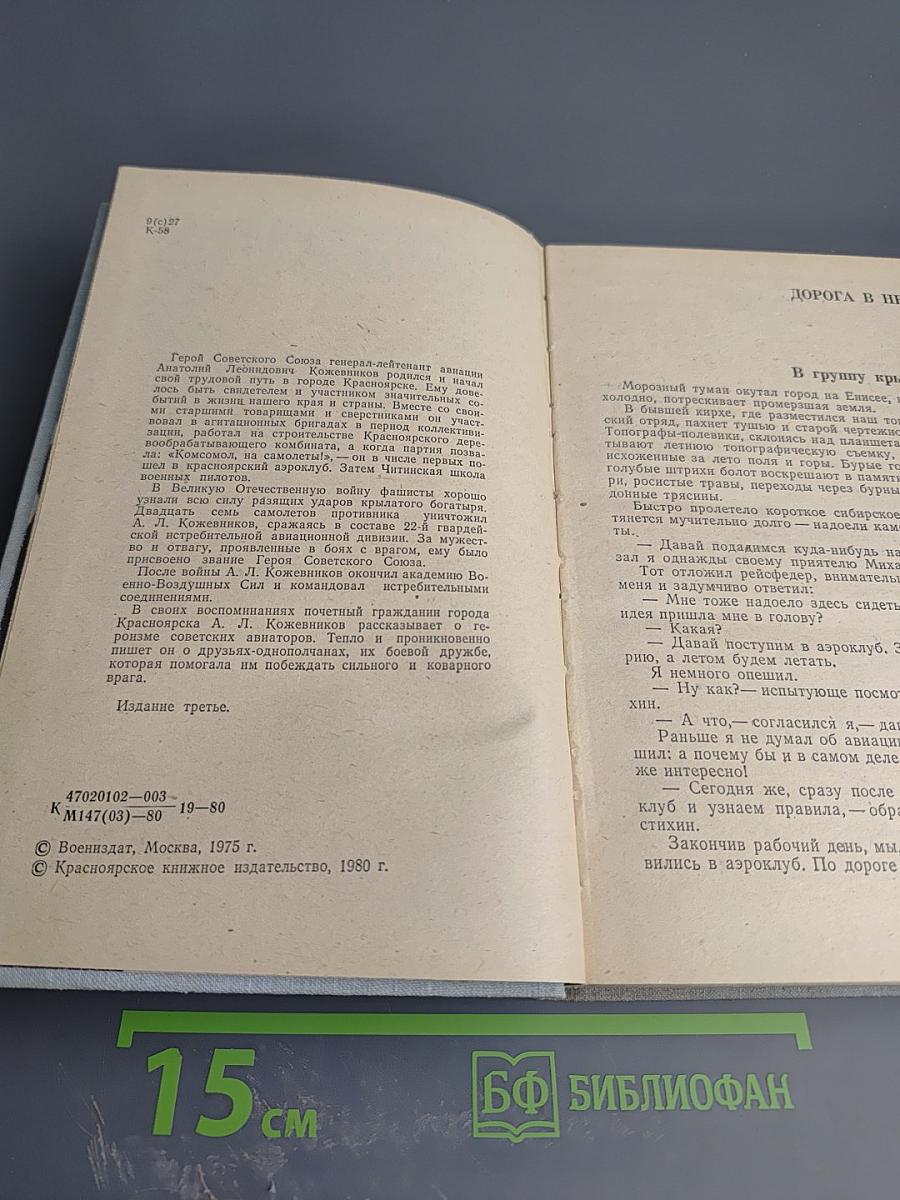 9(с)27
К-58
Герой Советского Союза генерал-лейтенант авиации
Анатолий Леонидович Кожевников родился и начал
свой трудовой путь в городе Красноярске. Ему дове-
лось быть свидетелем и участником значительных со-
бытий в жизни нашего края и страны. Вместе со свои-
ми старшими товарищами и сверстниками он участ-
вовал в агитационных бригадах в период коллективи-
зации, работал на строительстве Красноярского дере-
вообрабатывающего комбината, а когда партия позва-
ла: «Комсомол, на самолеты!», — он в числе первых по-
шел в красноярский аэроклуб. Затем Читинская школа
военных пилотов.
В Великую Отечественную войну фашисты хорошо
узнали всю силу разящих ударов крылатого богатыря.
Двадцать семь самолетов противника уничтожил
А. Л. Кожевников, сражаясь в составе 22-й гвардей-
ской истребительной авиационной дивизии. За мужест-
во и отвагу, проявленные в боях с врагом, ему было
присвоено звание Героя Советского Союза.
После войны А. Л. Кожевников окончил академию Во-
енно-Воздушных Сил и командовал истребительными
соединениями.
В своих воспоминаниях почетный гражданин города
Красноярска А. Л. Кожевников рассказывает о ге-
роизме советских авиаторов. Тепло и проникновенно
пишет он о друзьях-однополчанах, их боевой дружбе,
которая помогала им побеждать сильного и коварного
врага.
Издание третье.
К 47020102—003 19—80
М147(03)—80
© Воениздат, Москва, 1975 г.
© Красноярское книжное издательство, 1980 г.
ДОРОГА В
В группу
Морозный туман окутал город на Енисее,
холодно, потрескивает промерзшая земля.
В бывшей кирхе, где разместился наш
ский отряд, пахнет тушью и старой
Топографы-полевики, склонясь над
тывают летнюю топографическую съемку,
исхоженные за лето поля и горы. Бурые
голубые штрихи болот воскрешают в
ри, росистые травы, переходы через
донные трясины.
Быстро пролетело короткое сибирское
тянется мучительно долго — надоели
ты.
— Давай подадимся куда-нибудь
зал я однажды своему приятелю
Тот отложил рейсфедер,
меня и задумчиво ответил:
— Мне тоже надоело здесь сидеть
идея пришла мне в голову?
— Какая?
— Давай поступим в аэроклуб.
рию, а летом будем летать.
Я немного опешил.
— Ну как?— испытующе
хин.
— А что,— согласился я,—
Раньше я не думал об
шил: а почему бы и в самом деле
же интересно!
— Сегодня же, сразу после
клуб и узнаем правила,—
стихин.
Закончив рабочий день,
вились в аэроклуб. По дороге
15 см
БФ БИБЛИОФАН